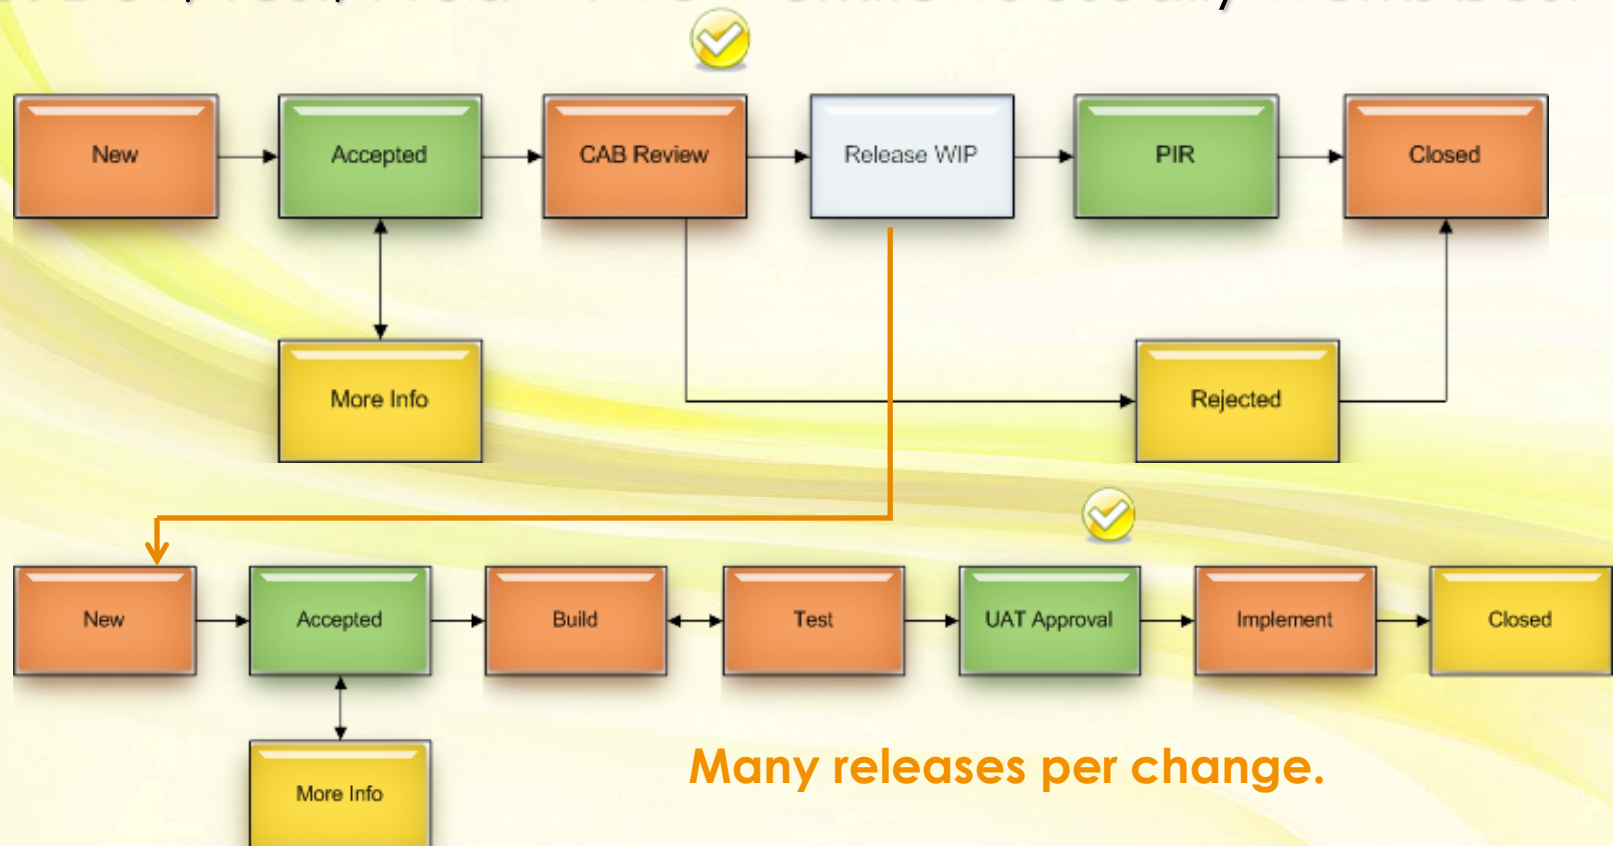 New
Accepted
CAB Review
Release WIP
PIR
Closed
More Info
Rejected
New
Accepted
Build
Test
UAT Approval
Implement
Closed
More Info
Many releases per change.